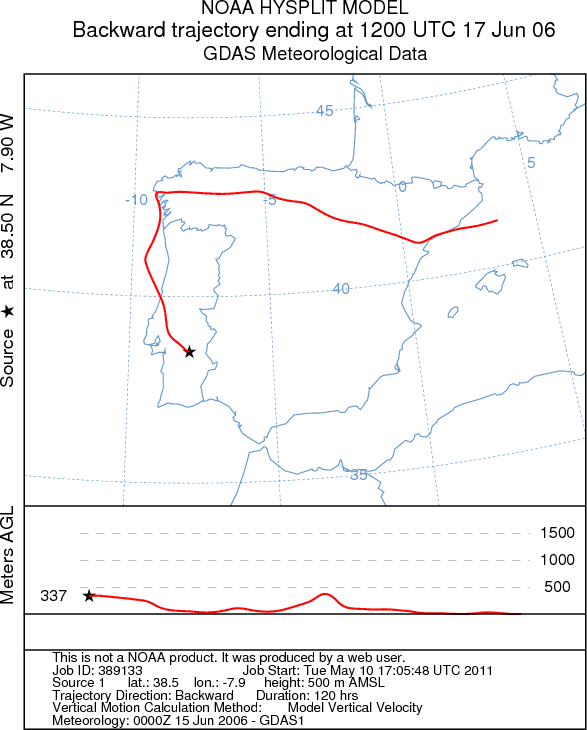 NOAA HYSPLIT MODEL
Backward trajectory ending at 1200 UTC 17 Jun 06
GDAS Meteorological Data
Source ★ at 38.50 N 7.90 W
45
5
-10
-5
0
40
35
Meters AGL
1500
1000
500
337
This is not a NOAA product. It was produced by a web user.
Job ID: 389133 Job Start: Tue May 10 17:05:48 UTC 2011
Source 1 lat.: 38.5 lon.: -7.9 height: 500 m AMSL
Trajectory Direction: Backward Duration: 120 hrs
Vertical Motion Calculation Method: Model Vertical Velocity
Meteorology: 0000Z 15 Jun 2006 - GDAS1